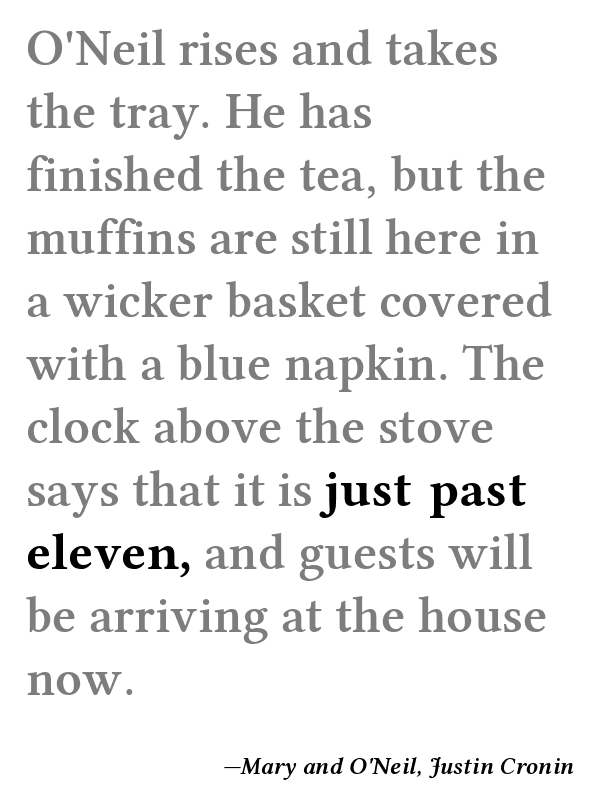 O'Neil rises and takes
the tray. He has
finished the tea, but the
muffins are still here in
a wicker basket covered
with a blue napkin. The
clock above the stove
says that it is just past
eleven, and guests will
be arriving at the house
now.
—Mary and O'Neil, Justin Cronin